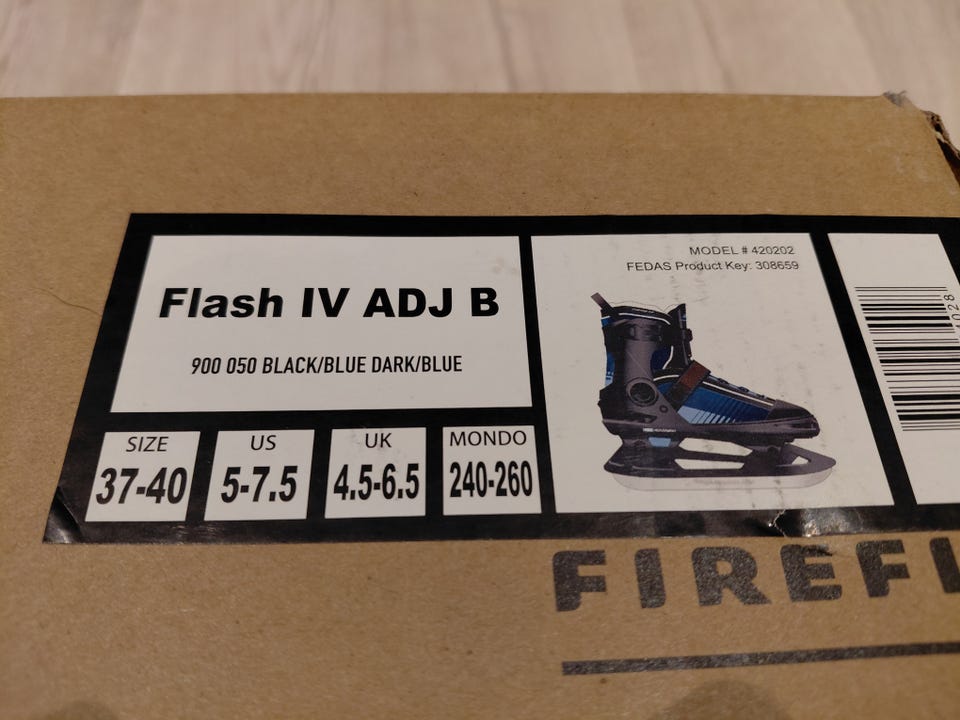 Flash IV ADJ B
900 050 BLACK/BLUE DARK/BLUE
SIZE
37-40
US
5-7.5
UK
4.5-6.5
MONDO
240-260
MODEL # 420202
FEDAS Product Key: 308659
FIREFL